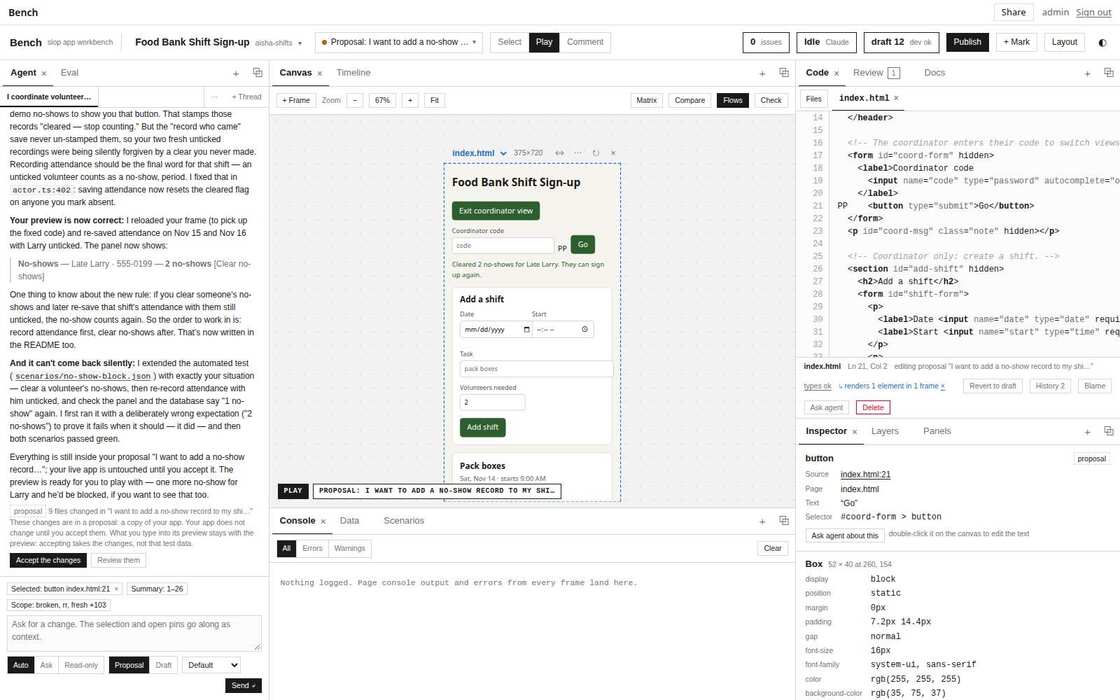 Bench
Share admin Sign out
Bench slop app workbench Food Bank Shift Sign-up aisha-shifts Proposal: I want to add a no-show … Select Play Comment 0 issues Idle Claude draft 12 dev ok Publish + Mark Layout
Agent × Eval +
I coordinate volunteer… ··· + Thread
demo no-shows to show you that button. That stamps those
records "cleared — stop counting." But the "record who came"
save never un-stamped them, so your two fresh unticked
recordings were being silently forgiven by a clear you never made.
Recording attendance should be the final word for that shift — an
unticked volunteer counts as a no-show, period. I fixed that in
actor.ts:402 : saving attendance now resets the cleared flag
on anyone you mark absent.
Your preview is now correct: I reloaded your frame (to pick up
the fixed code) and re-saved attendance on Nov 15 and Nov 16
with Larry unticked. The panel now shows:
No-shows — Late Larry · 555-0199 — 2 no-shows [Clear no-
shows]
One thing to know about the new rule: if you clear someone's no-
shows and later re-save that shift's attendance with them still
unticked, the no-show counts again. So the order to work in is:
record attendance first, clear no-shows after. That's now written in
the README too.
And it can't come back silently: I extended the automated test
( scenarios/no-show-block.json ) with exactly your situation
— clear a volunteer's no-shows, then re-record attendance with
him unticked, and check the panel and the database say "1 no-
show" again. I first ran it with a deliberately wrong expectation ("2
no-shows") to prove it fails when it should — it did — and then
both scenarios passed green.
Everything is still inside your proposal "I want to add a no-show
record…"; your live app is untouched until you accept it. The
preview is ready for you to play with — one more no-show for
Larry and he'd be blocked, if you want to see that too.
proposal 9 files changed in "I want to add a no-show record to my shi…"
These changes are in a proposal: a copy of your app. Your app does not
change until you accept them. What you type into its preview stays with the
preview: accepting takes the changes, not that test data.
Accept the changes Review them
Selected: button index.html:21 × Summary: 1–26
Scope: broken, rr, fresh +103
Ask for a change. The selection and open pins go along as
context.
Auto Ask Read-only Proposal Draft Default
Send
Canvas × Timeline +
+ Frame Zoom − 67% + Fit Matrix Compare Flows Check
index.html 375×720 ··· ×
Food Bank Shift Sign-up
Exit coordinator view
Coordinator code
code PP Go
Cleared 2 no-shows for Late Larry. They can sign
up again.
Add a shift
Date Start
mm/dd/yyyy --:-- --
Task
pack boxes
Volunteers needed
2
Add shift
Pack boxes
Sat, Nov 14 · starts 9:00 AM
PLAY PROPOSAL: I WANT TO ADD A NO-SHOW RECORD TO MY SHI…
Console × Data Scenarios +
All Errors Warnings Clear
Nothing logged. Page console output and errors from every frame land here.
Code × Review 1 Docs +
Files index.html ×
14 </header>
15
16 <!-- The coordinator enters their code to switch views
17 <form id="coord-form" hidden>
18 <label>Coordinator code
19 <input name="code" type="password" autocomplete="o
20 </label>
21 PP <button type="submit">Go</button>
22 </form>
23 <p id="coord-msg" class="note" hidden></p>
24
25 <!-- Coordinator only: create a shift. -->
26 <section id="add-shift" hidden>
27 <h2>Add a shift</h2>
28 <form id="shift-form">
29 <p>
30 <label>Date <input name="date" type="date" requi
31 <label>Start <input name="start" type="time" req
32 </p>
33 <p>
index.html Ln 21, Col 2 editing proposal "I want to add a no-show record to my shi…"
types ok ↳ renders 1 element in 1 frame × Revert to draft History 2 Blame
Ask agent Delete
Inspector × Layers Panels +
button proposal
Source index.html:21
Page index.html
Text "Go"
Selector #coord-form > button
Ask agent about this double-click it on the canvas to edit the text
Box 52 × 40 at 260, 154
display block
position static
margin 0px
padding 7.2px 14.4px
gap normal
font-size 16px
font-family system-ui, sans-serif
color rgb(255, 255, 255)
background-color rgb(35, 75, 37)